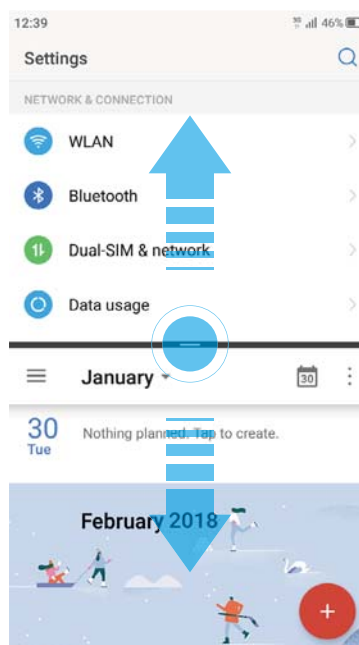 12:39 46%
Settings
NETWORK & CONNECTION
WLAN
Bluetooth
Dual-SIM & network
Data usage
January 30
30 Nothing planned. Tap to create.
Tue
February 2018